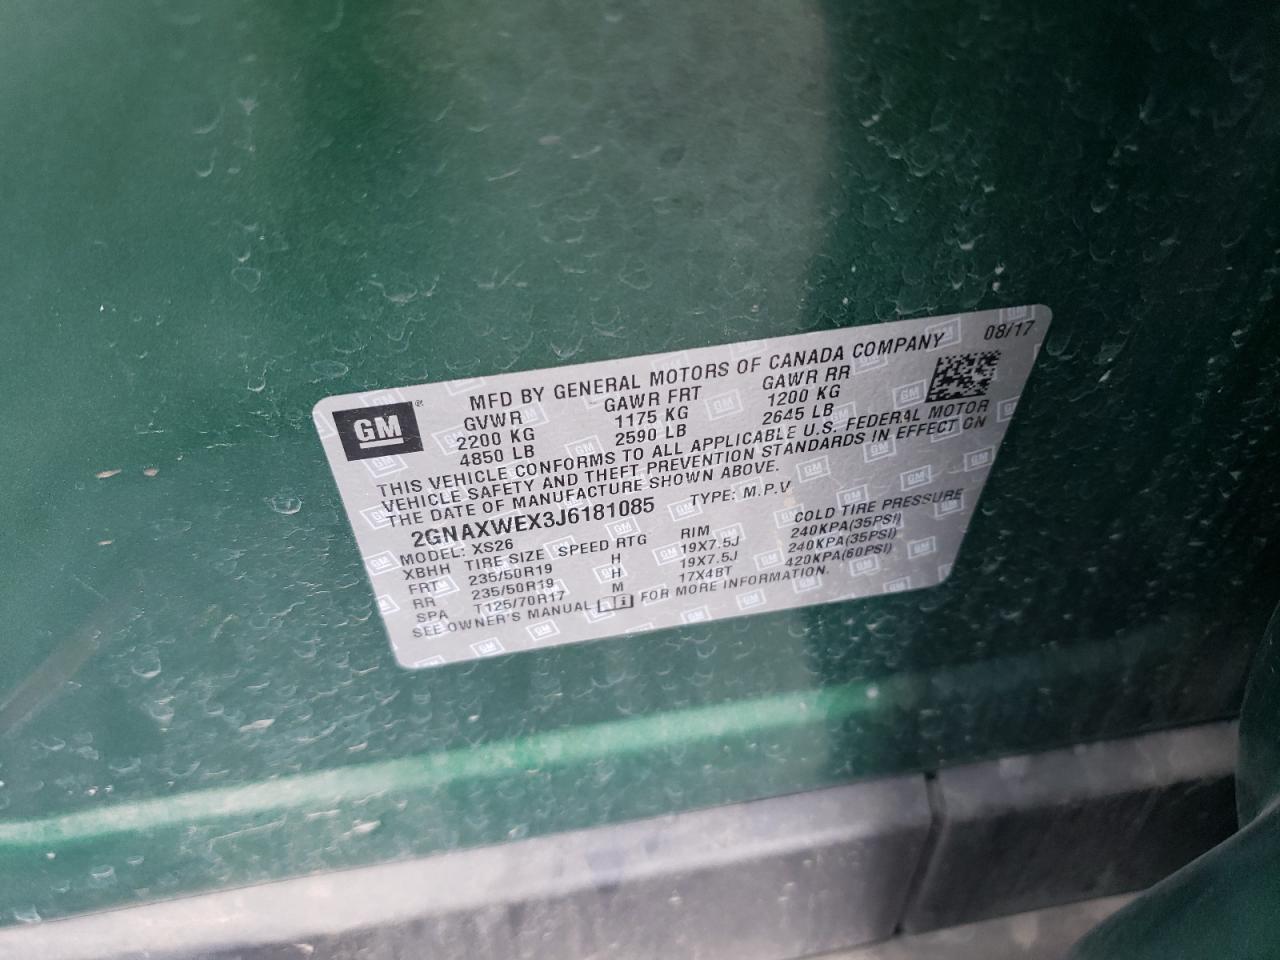 GM®
MFD BY GENERAL MOTORS OF CANADA COMPANY 08/17
GVWR GAWR FRT GAWR RR
2200 KG 1175 KG 1200 KG
4850 LB 2590 LB 2645 LB
THIS VEHICLE CONFORMS TO ALL APPLICABLE U.S. FEDERAL MOTOR
VEHICLE SAFETY AND THEFT PREVENTION STANDARDS IN EFFECT ON
THE DATE OF MANUFACTURE SHOWN ABOVE.
2GNAXWEX3J6181085 TYPE: M.P.V
MODEL: XS26
XBHH TIRE SIZE SPEED RTG RIM COLD TIRE PRESSURE
FRT 235/50R19 H 19X7.5J 240KPA(35PSI)
RR 235/50R19 H 19X7.5J 240KPA(35PSI)
SPA T125/70R17 M 17X4BT 420KPA(60PSI)
SEE OWNER'S MANUAL i FOR MORE INFORMATION.